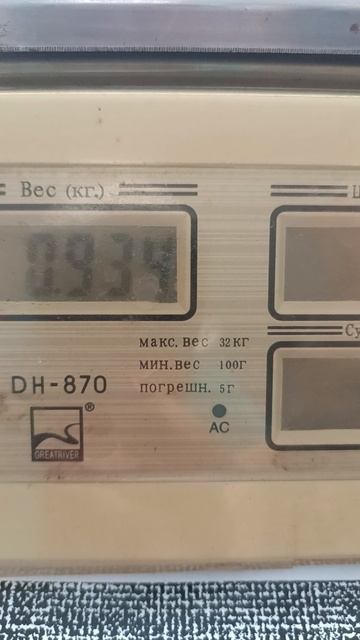 Вес (кг.)
0.934
макс. вес 32кг
мин.вес 100г
погрешн. 5г
DH-870
AC
®
GREATRIVER